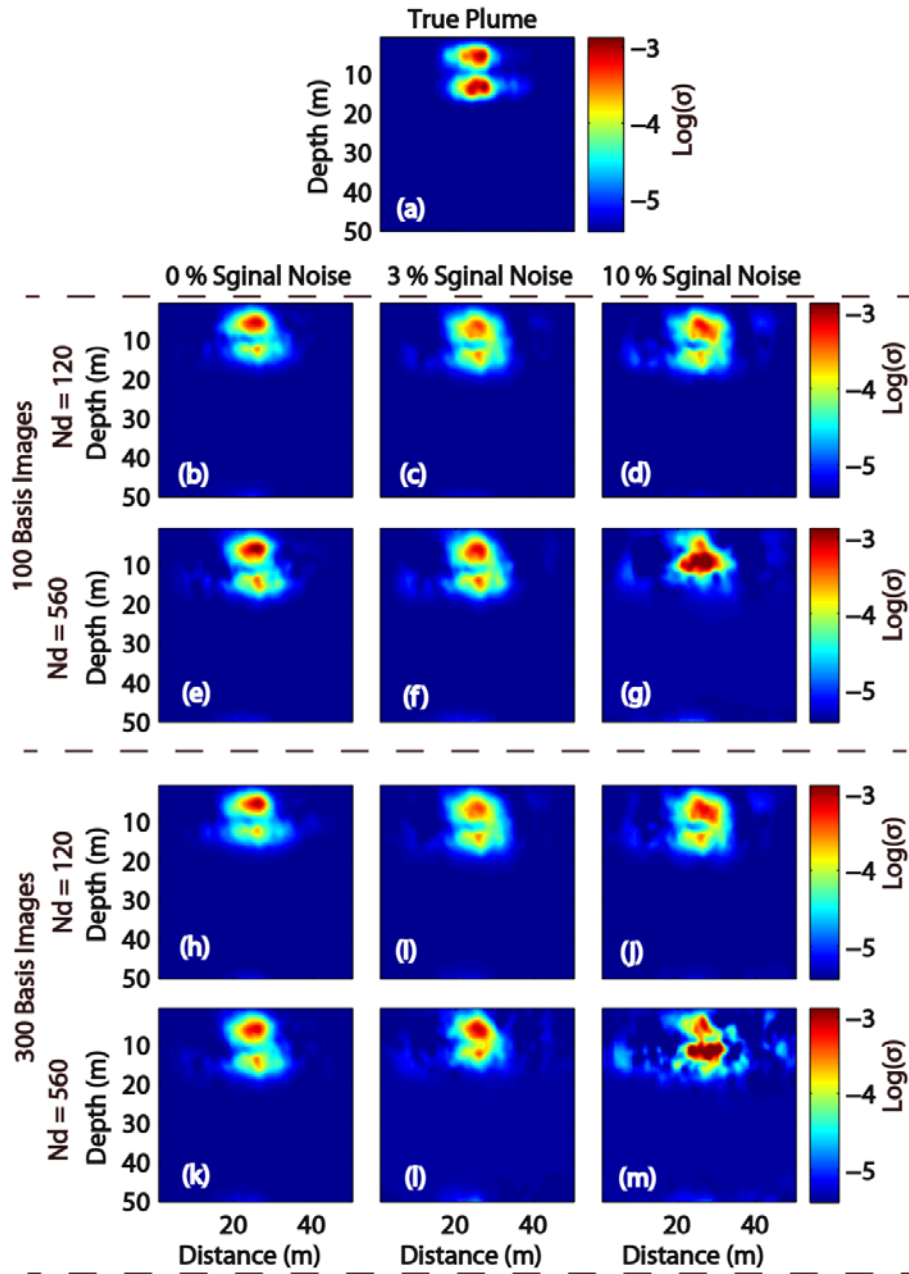 True Plume
Depth (m)
10
20
30
40
50
(a)
−3
−4
−5
Log(σ)
0 % Sginal Noise
3 % Sginal Noise
10 % Sginal Noise
100 Basis Images
Nd = 120
Depth (m)
10
20
30
40
50
(b)
(c)
(d)
−3
−4
−5
Log(σ)
Nd = 560
Depth (m)
10
20
30
40
50
(e)
(f)
(g)
−3
−4
−5
Log(σ)
300 Basis Images
Nd = 120
Depth (m)
10
20
30
40
50
(h)
(I)
(j)
−3
−4
−5
Log(σ)
Nd = 560
Depth (m)
10
20
30
40
50
(k)
(l)
(m)
−3
−4
−5
Log(σ)
20 40
20 40
20 40
Distance (m)
Distance (m)
Distance (m)